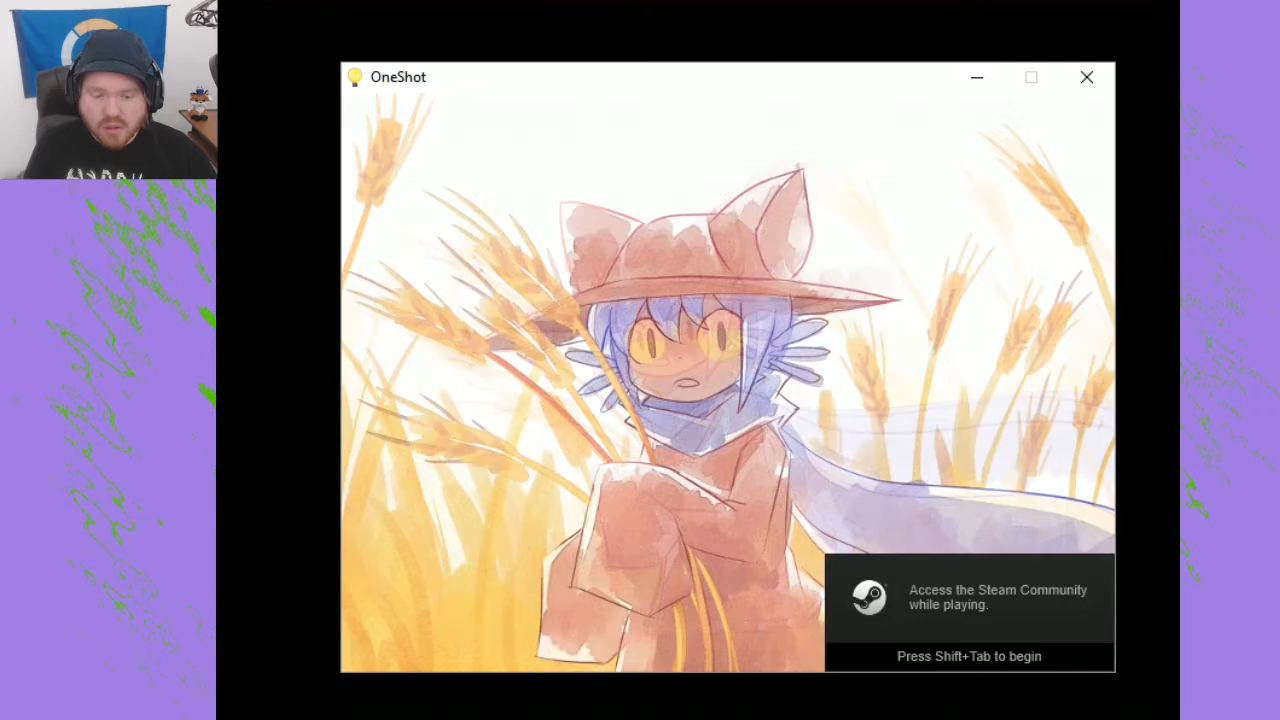 OneShot
Access the Steam Community
while playing.
Press Shift+Tab to begin